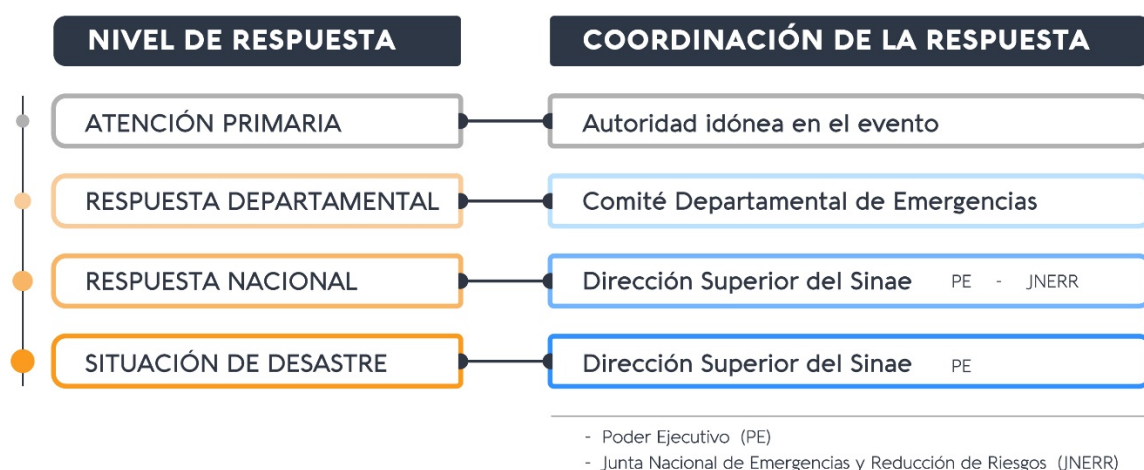 NIVEL DE RESPUESTA
COORDINACIÓN DE LA RESPUESTA
ATENCIÓN PRIMARIA
Autoridad idónea en el evento
RESPUESTA DEPARTAMENTAL
Comité Departamental de Emergencias
RESPUESTA NACIONAL
Dirección Superior del Sinae PE - JNERR
SITUACIÓN DE DESASTRE
Dirección Superior del Sinae PE
- Poder Ejecutivo (PE)
- Junta Nacional de Emergencias y Reducción de Riesgos (JNERR)